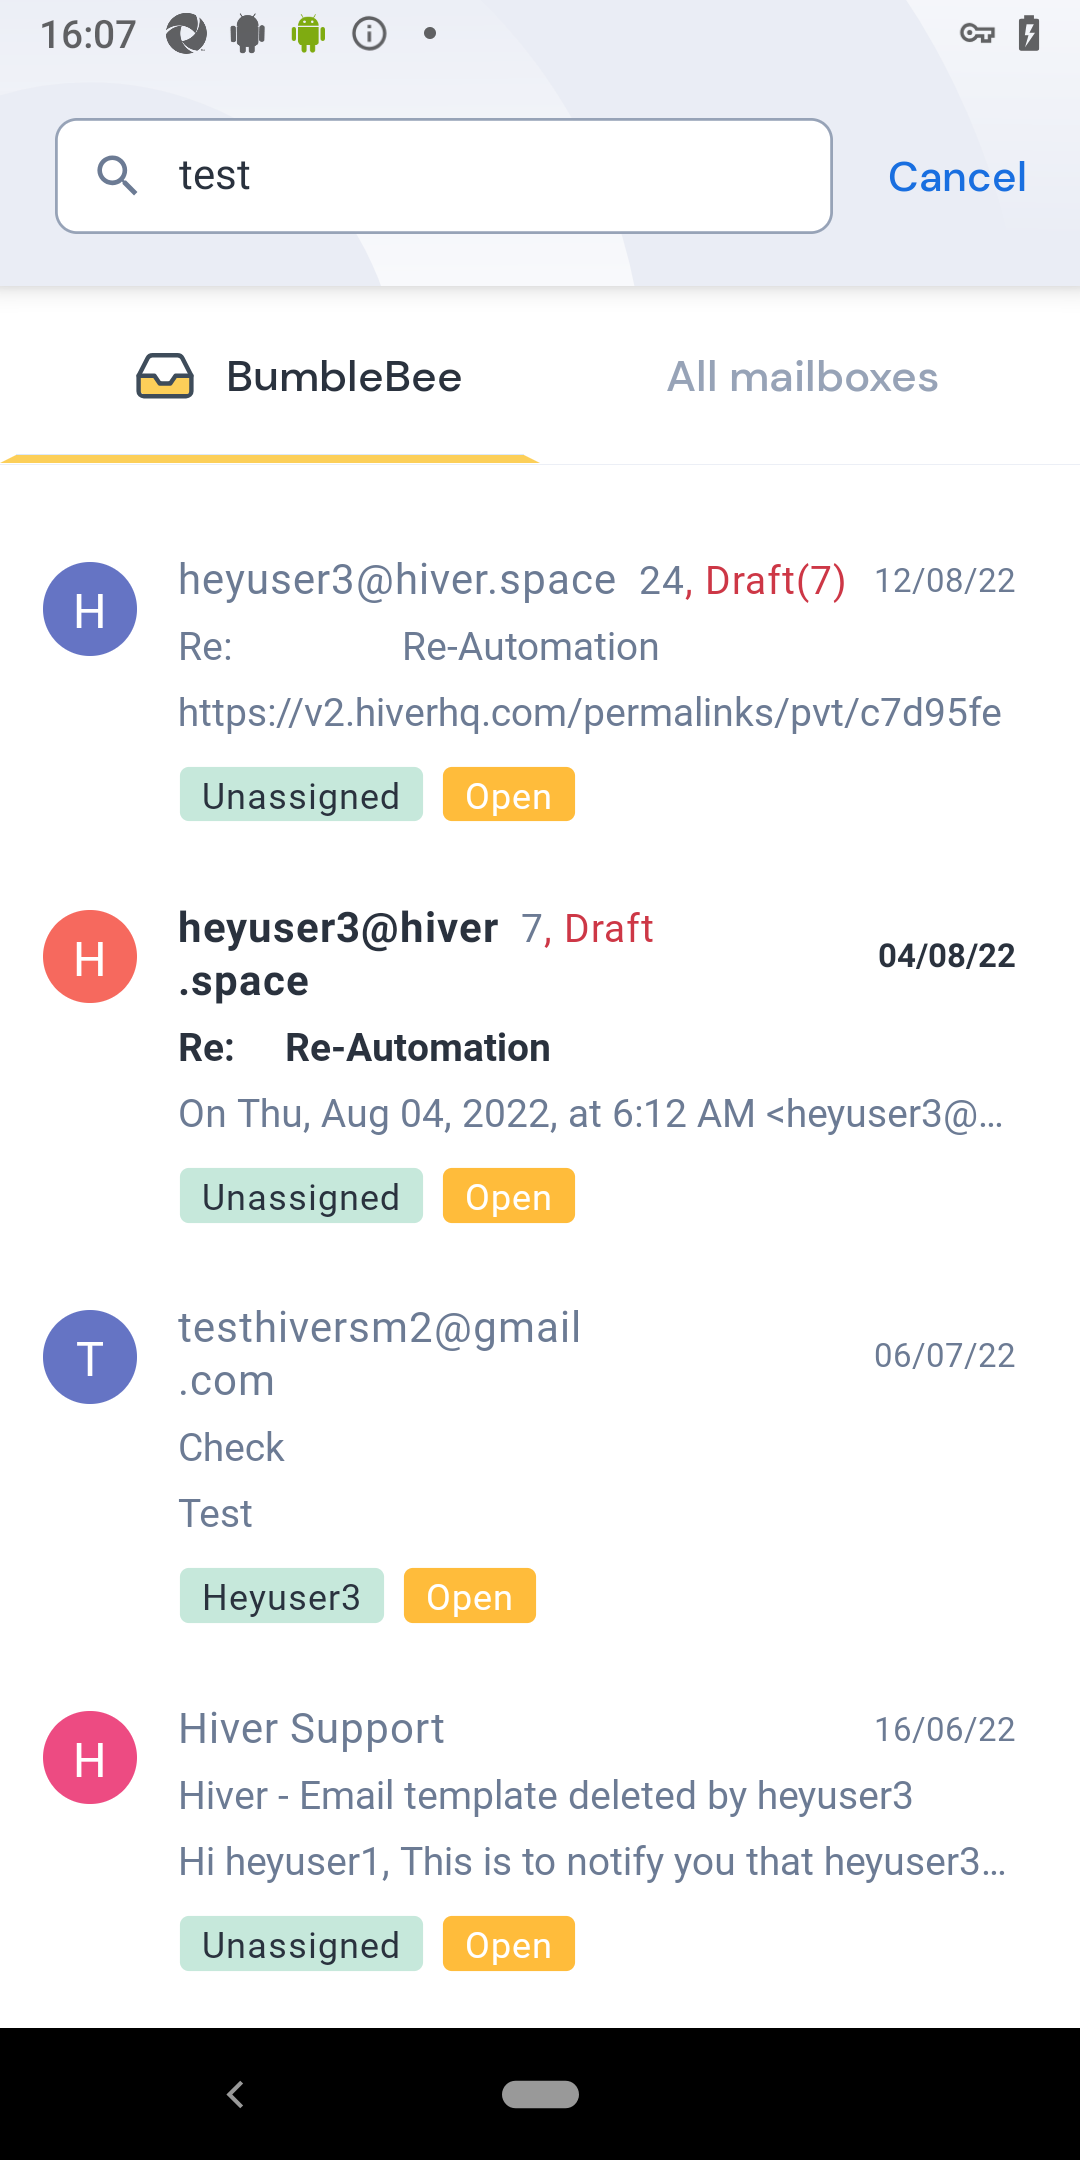 16:07
test
Cancel
BumbleBee
All mailboxes
H
heyuser3@hiver.space 24, Draft(7) 12/08/22
Re: Re-Automation
https://v2.hiverhq.com/permalinks/pvt/c7d95fe
Unassigned Open
H
heyuser3@hiver 7, Draft
.space
04/08/22
Re: Re-Automation
On Thu, Aug 04, 2022, at 6:12 AM <heyuser3@...
Unassigned Open
T
testhiversm2@gmail
.com
06/07/22
Check
Test
Heyuser3 Open
H
Hiver Support 16/06/22
Hiver - Email template deleted by heyuser3
Hi heyuser1, This is to notify you that heyuser3...
Unassigned Open